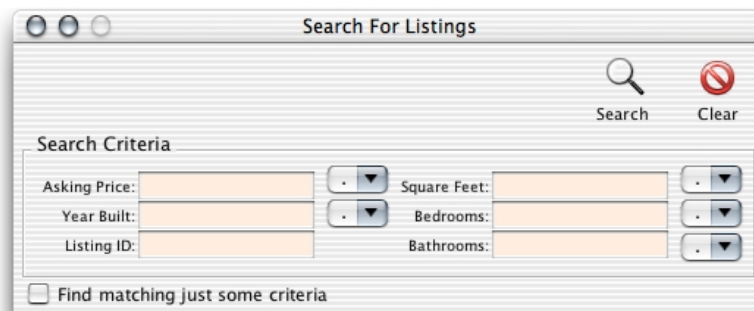 Search For Listings
Search Clear
Search Criteria
Asking Price: . Square Feet: .
Year Built: . Bedrooms: .
Listing ID: Bathrooms: .
Find matching just some criteria